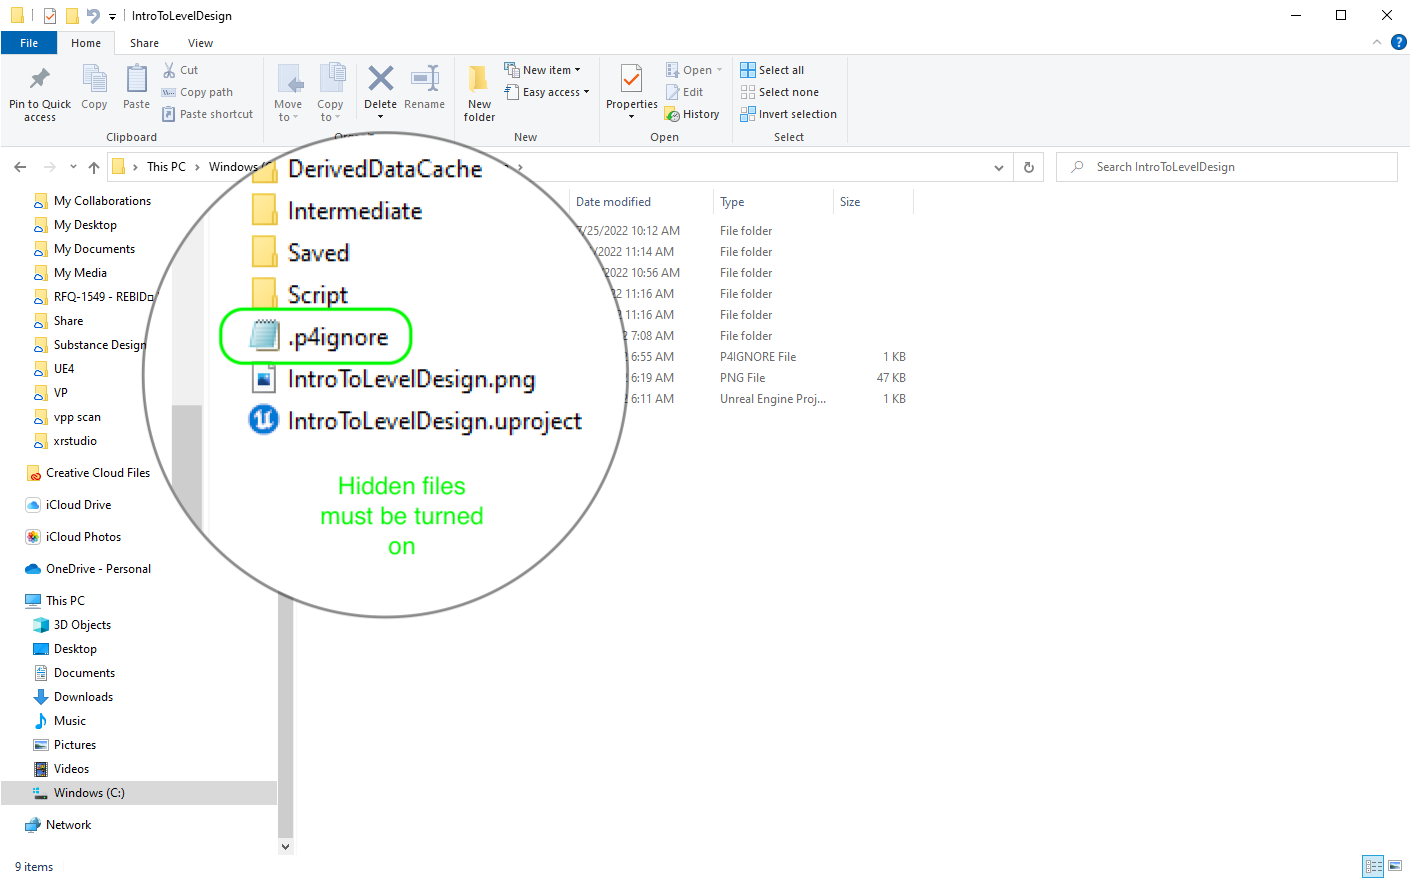 IntroToLevelDesign
File Home Share View
Pin to Quick access
Copy
Paste
Cut
Copy path
Paste shortcut
Clipboard
Move to
Copy to
Delete
Rename
New folder
New item
Easy access
New
Properties
Open
Edit
History
Open
Select all
Select none
Invert selection
Select
This PC > Windows
Search IntroToLevelDesign
My Collaborations
My Desktop
My Documents
My Media
RFQ-1549 - REBID
Share
Substance Design
UE4
VP
vpp scan
xrstudio
Creative Cloud Files
iCloud Drive
iCloud Photos
OneDrive - Personal
This PC
3D Objects
Desktop
Documents
Downloads
Music
Pictures
Videos
Windows (C:)
Network
DerivedDataCache
Intermediate
Saved
Script
.p4ignore
IntroToLevelDesign.png
IntroToLevelDesign.uproject
Hidden files
must be turned
on
Date modified Type Size
7/25/2022 10:12 AM File folder
/2022 11:14 AM File folder
/2022 10:56 AM File folder
2 11:16 AM File folder
2 11:16 AM File folder
2 7:08 AM File folder
6:55 AM P4IGNORE File 1 KB
6:19 AM PNG File 47 KB
6:11 AM Unreal Engine Proj... 1 KB
9 items